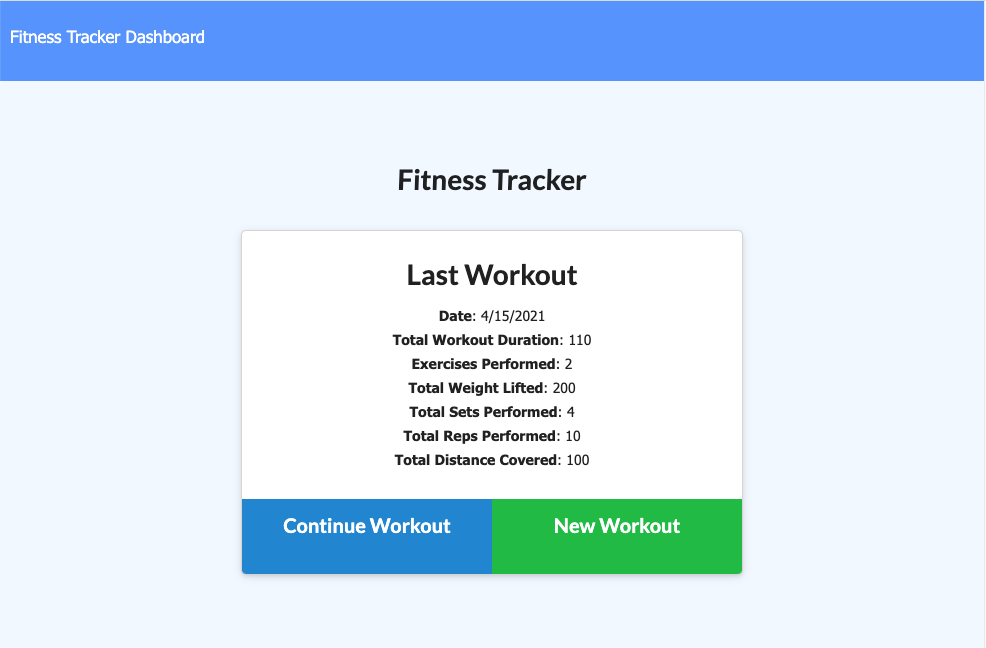 Fitness Tracker Dashboard
Fitness Tracker
Last Workout
Date: 4/15/2021
Total Workout Duration: 110
Exercises Performed: 2
Total Weight Lifted: 200
Total Sets Performed: 4
Total Reps Performed: 10
Total Distance Covered: 100
Continue Workout
New Workout